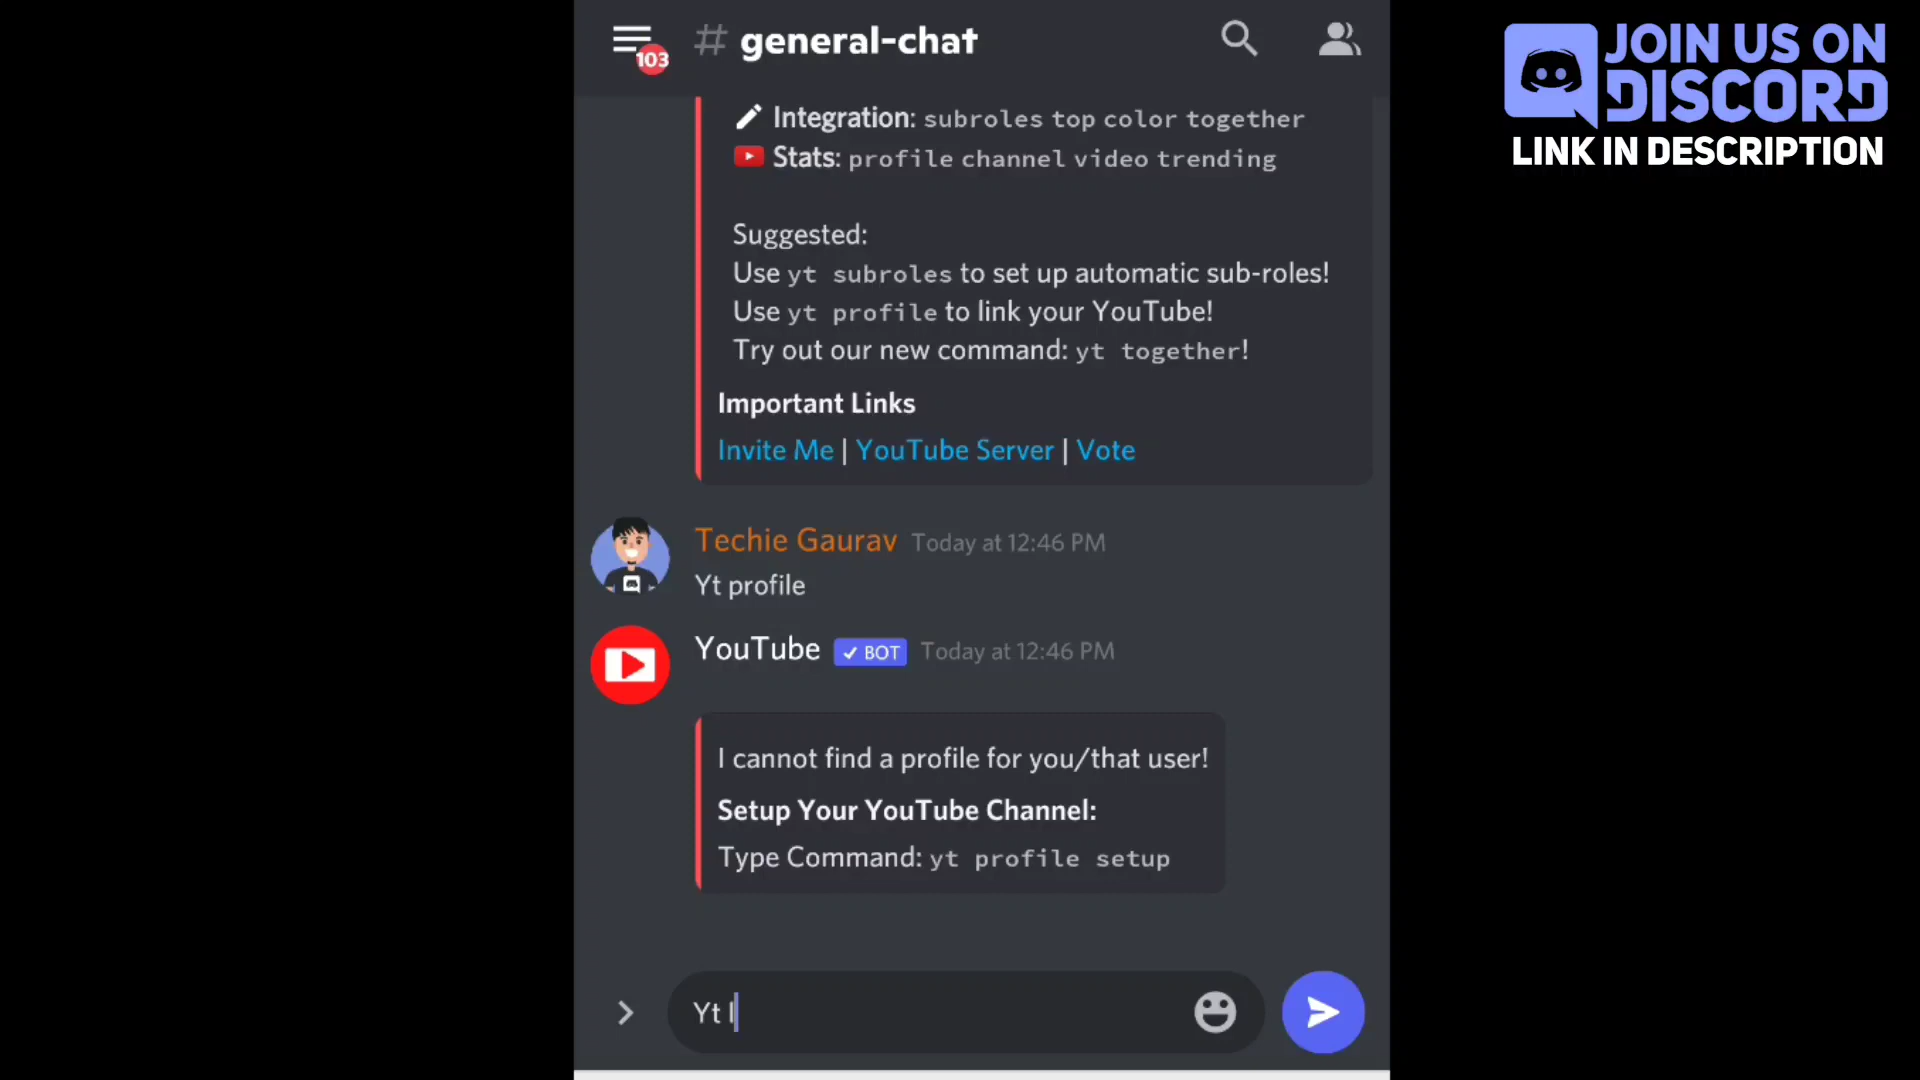 103
# general-chat
JOIN US ON
DISCORD
LINK IN DESCRIPTION
Integration: subroles top color together
Stats: profile channel video trending
Suggested:
Use yt subroles to set up automatic sub-roles!
Use yt profile to link your YouTube!
Try out our new command: yt together!
Important Links
Invite Me | YouTube Server | Vote
Techie Gaurav Today at 12:46 PM
Yt profile
YouTube ✓ BOT Today at 12:46 PM
I cannot find a profile for you/that user!
Setup Your YouTube Channel:
Type Command: yt profile setup
Yt l